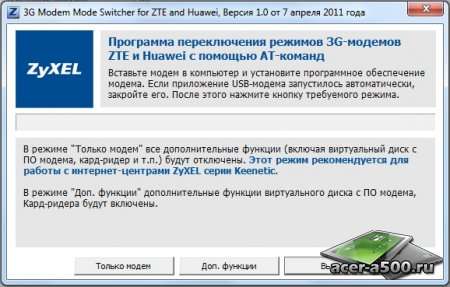 3G Modem Mode Switcher for ZTE and Huawei, Версия 1.0 от 7 апреля 2011 года
ZyXEL
Программа переключения режимов 3G-модемов
ZTE и Huawei с помощью AT-команд
Вставьте модем в компьютер и установите программное обеспечение
модема. Если приложение USB-модема запустилось автоматически,
закройте его. После этого нажмите кнопку требуемого режима.
В режиме "Только модем" все дополнительные функции (включая виртуальный диск с
ПО модема, кард-ридер и т.п.) будут отключены. Этот режим рекомендуется для
работы с интернет-центрами ZyXEL серии Keenetic.
В режиме "Доп. функции" дополнительные функции виртуального диска с ПО модема,
Кардридера будут включены.
Только модем
Доп. функции
acer-a500.ru